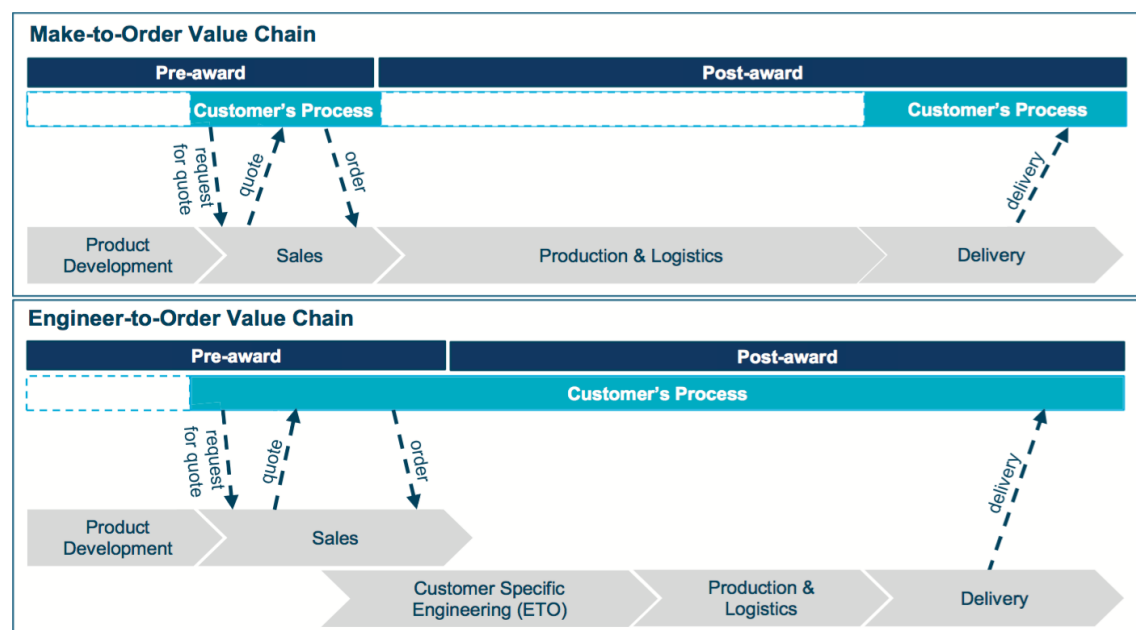 Make-to-Order Value Chain
Pre-award
Post-award
Customer's Process
Customer's Process
request
for quote
quote
order
delivery
Product
Development
Sales
Production & Logistics
Delivery
Engineer-to-Order Value Chain
Pre-award
Post-award
Customer's Process
request
for quote
quote
order
delivery
Product
Development
Sales
Customer Specific
Engineering (ETO)
Production &
Logistics
Delivery